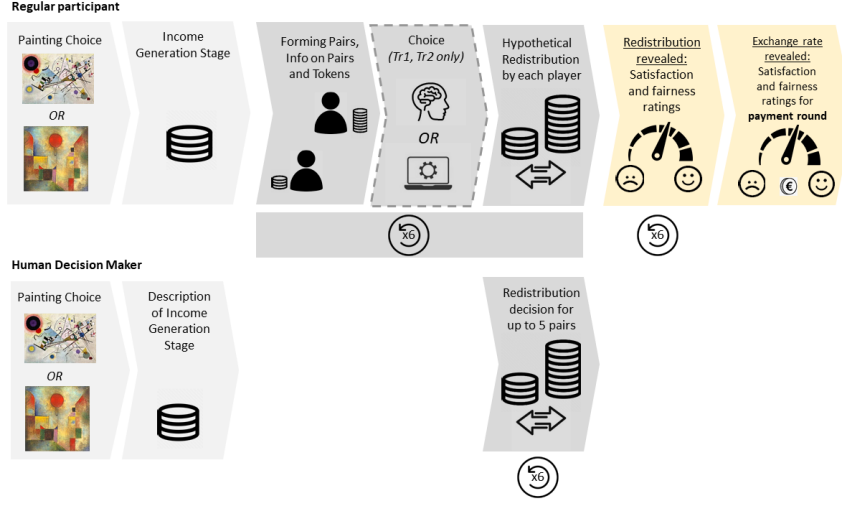 Regular participant
Painting Choice
OR
Income
Generation Stage
Forming Pairs,
Info on Pairs
and Tokens
Choice
(Tr1, Tr2 only)
OR
Hypothetical
Redistribution
by each player
Redistribution
revealed:
Satisfaction
and fairness
ratings
Exchange rate
revealed:
Satisfaction
and fairness
ratings for
payment round
€
x6
x6
Human Decision Maker
Painting Choice
OR
Description
of Income
Generation
Stage
Redistribution
decision for
up to 5 pairs
x6